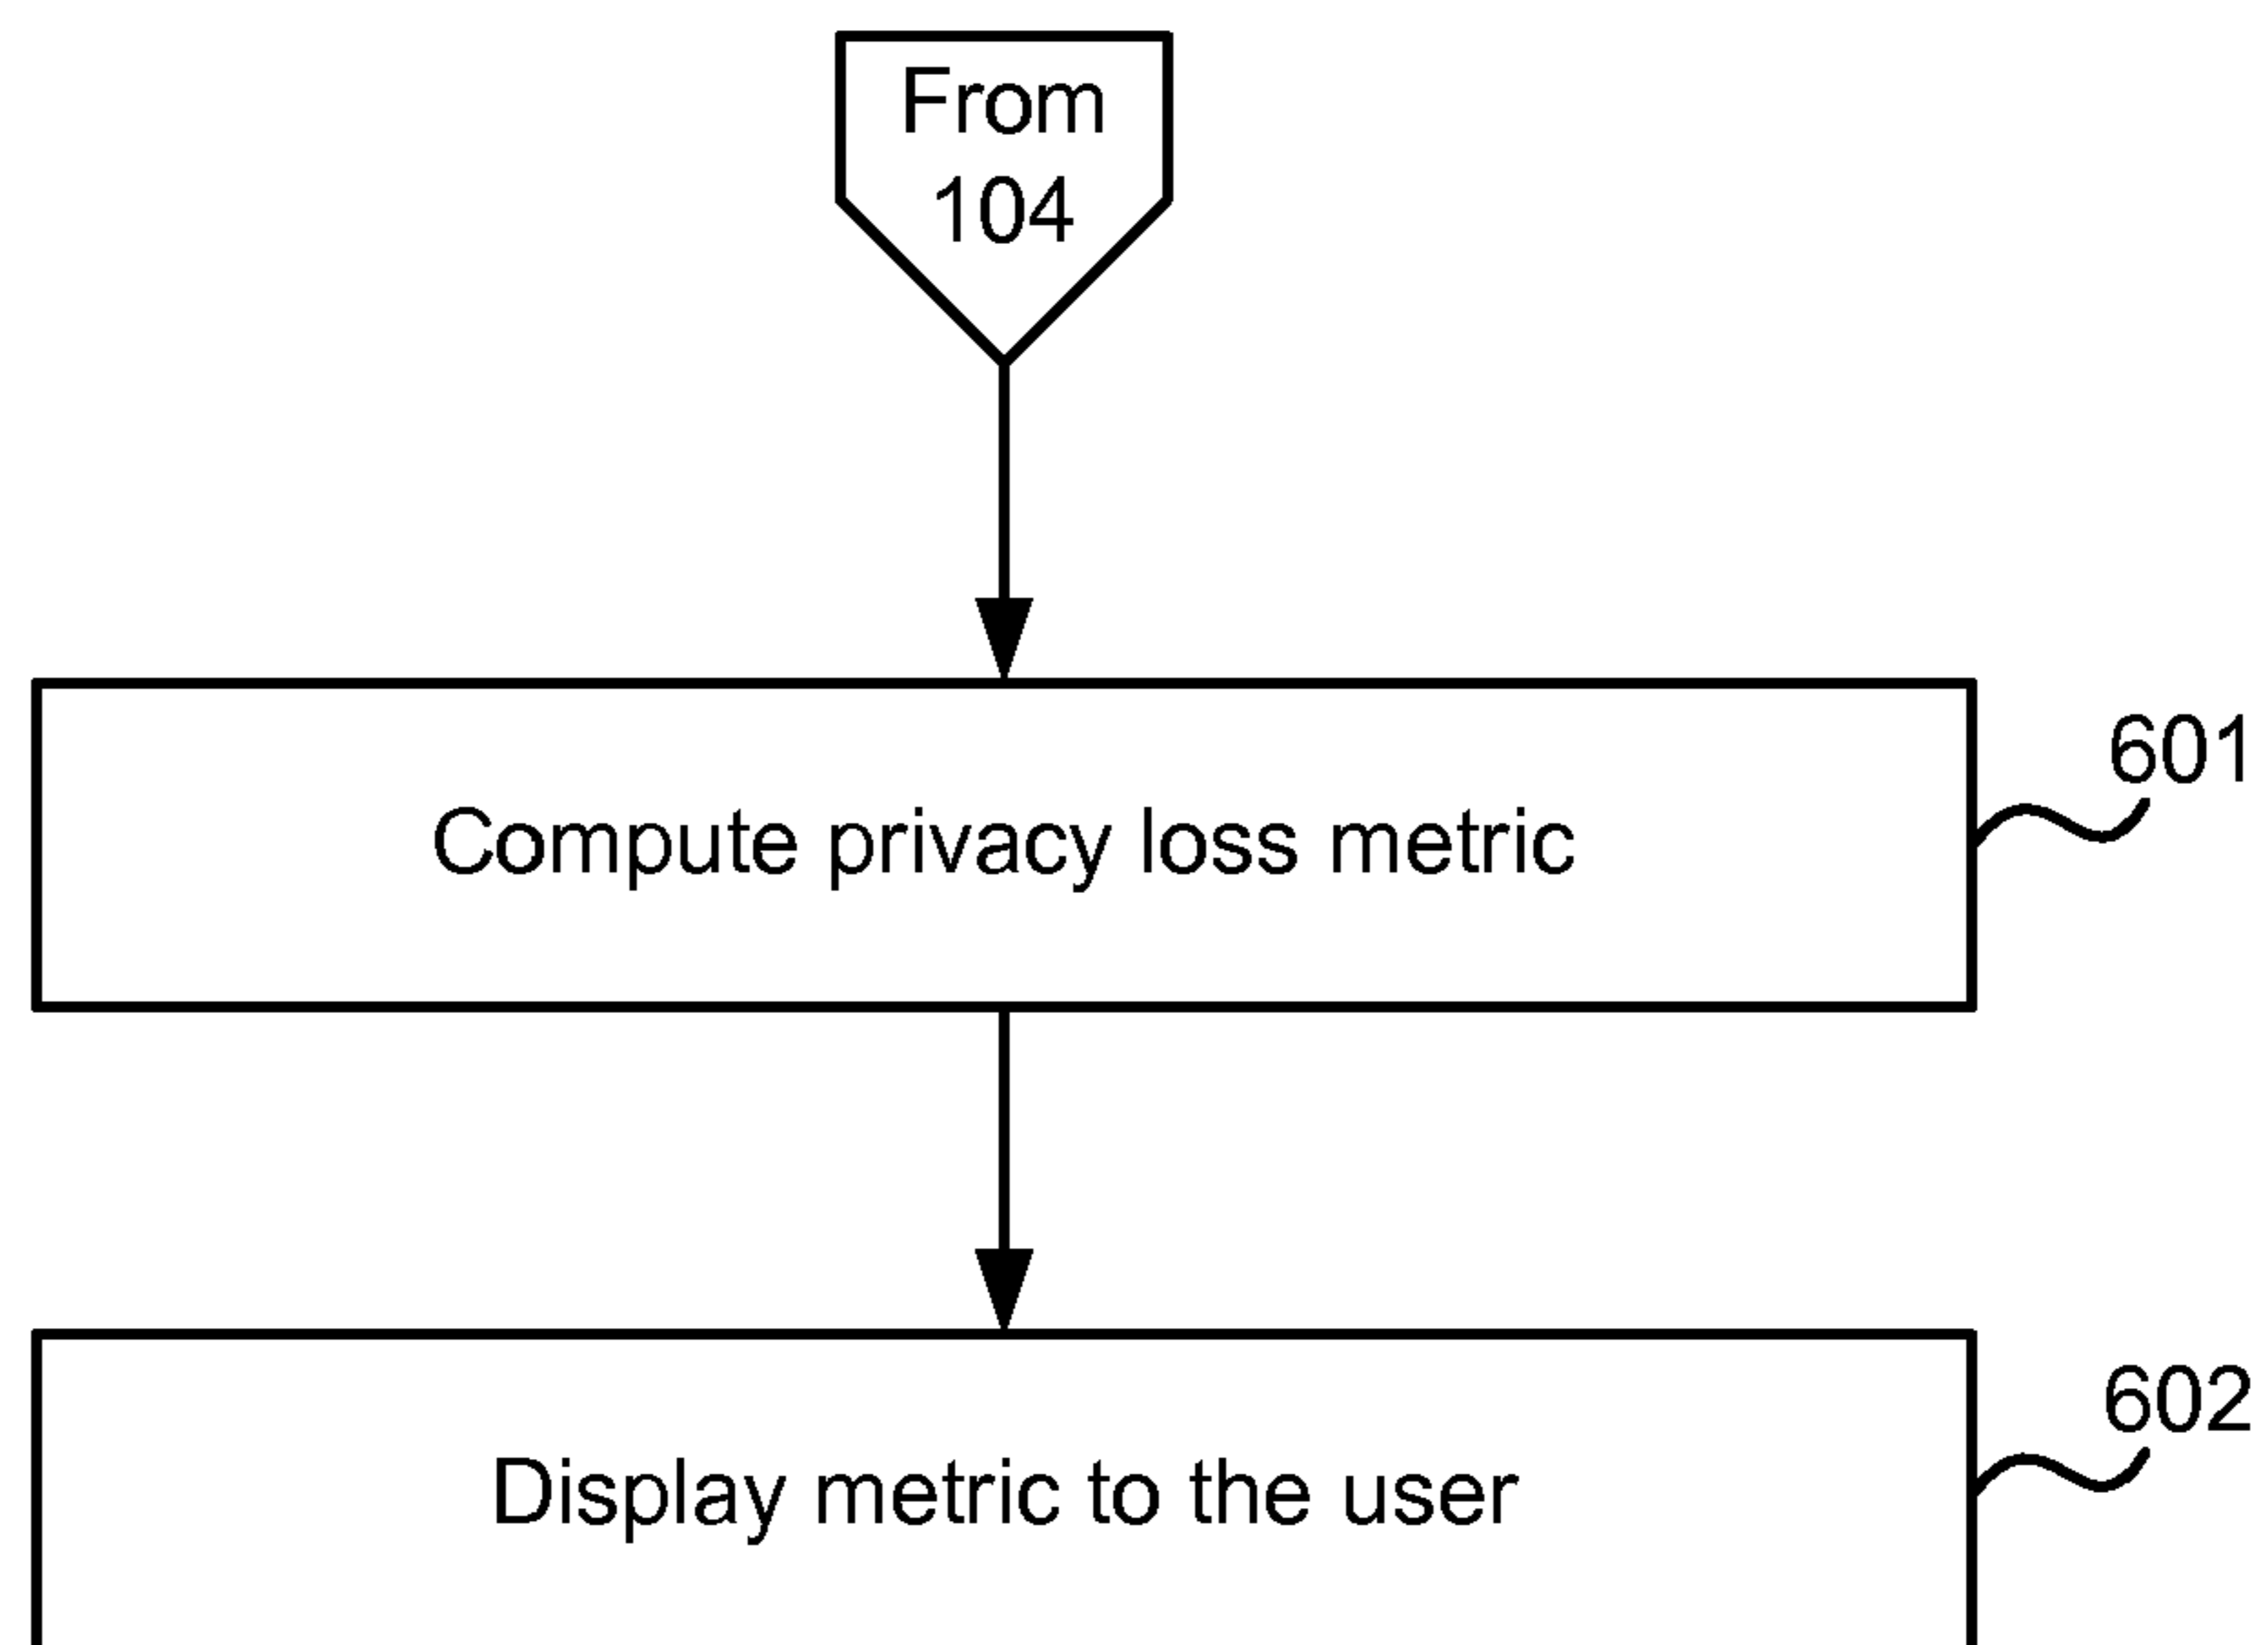 From
104
601
Compute privacy loss metric
602
Display metric to the user